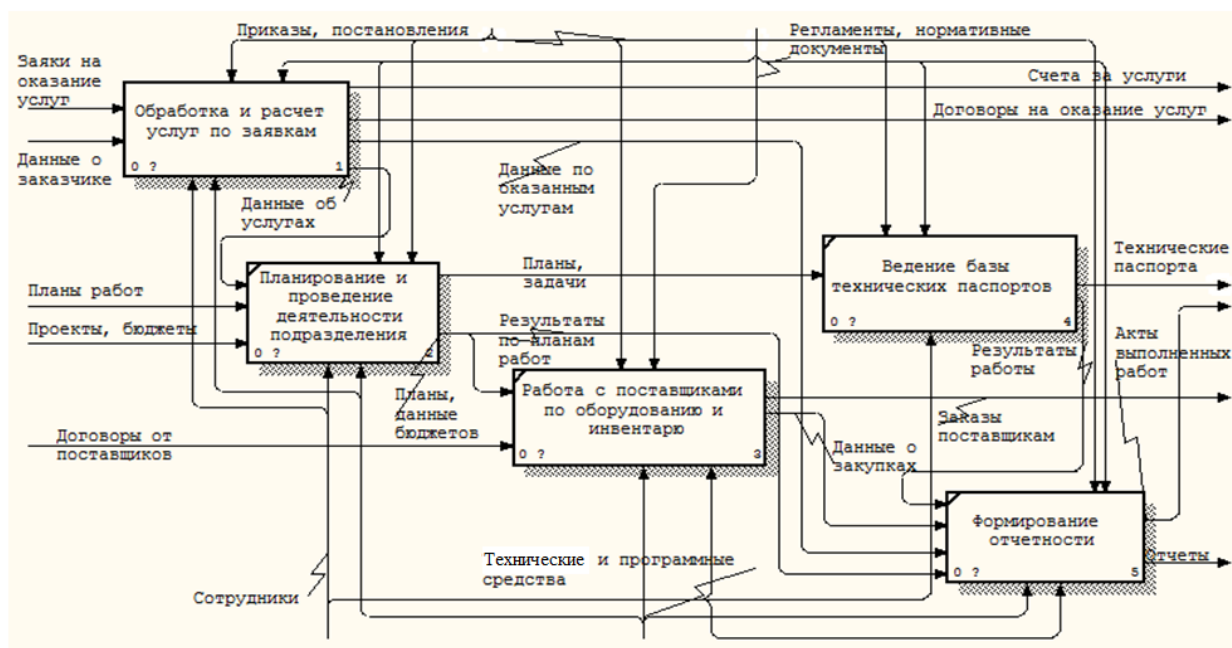 Приказы, постановления
Регламенты, нормативные
документы
Заяки на
оказание
услуг
Счета за услуги
Обработка и расчет
услуг по заявкам
0 ?
1
Договоры на оказание услуг
Данные о
заказчике
Данные по
оказанным
услугам
Данные об
услугах
Технические
паспорта
Планы,
задачи
Ведение базы
технических паспортов
0 ?
4
Планирование и
проведение
деятельности
подразделения
0 ?
2
Планы работ
Проекты, бюджеты
Результаты
по планам
работ
Акты
выполненных
работ
Результаты
работы
Планы,
данные
бюджетов
Работа с поставщиками
по оборудованию и
инвентарю
0 ?
3
Заказы
поставщикам
Договоры от
поставщиков
Данные о
закупках
Формирование
отчетности
0 ?
5
Отчеты
Технические и программные
средства
Сотрудники